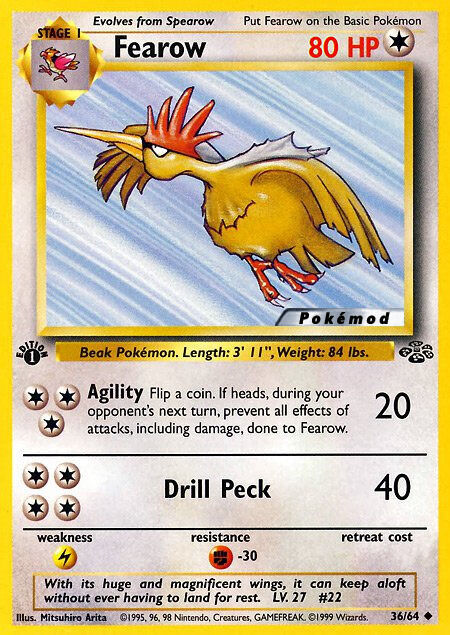 Evolves from Spearow Put Fearow on the Basic Pokémon
STAGE 1
Fearow 80 HP
Pokémod
EDITION 1
Beak Pokémon. Length: 3' 11", Weight: 84 lbs.
Agility Flip a coin. If heads, during your
opponent's next turn, prevent all effects of
attacks, including damage, done to Fearow.
20
Drill Peck 40
weakness resistance retreat cost
-30
With its huge and magnificent wings, it can keep aloft
without ever having to land for rest. LV. 27 #22
Illus. Mitsuhiro Arita ©1995, 96, 98 Nintendo, Creatures, GAMEFREAK. ©1999 Wizards. 36/64